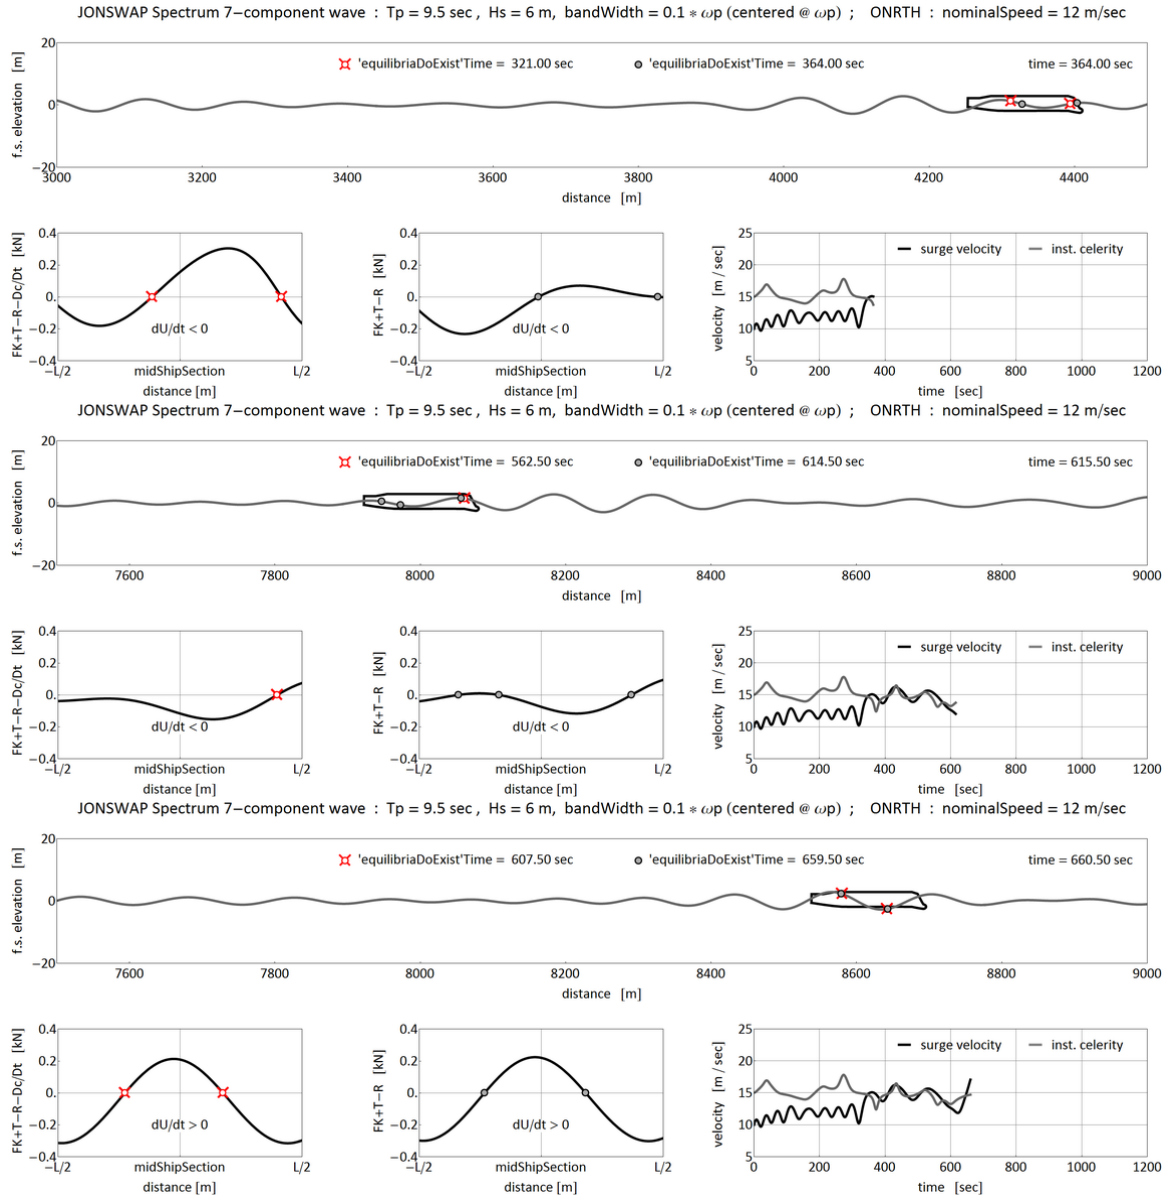 JONSWAP Spectrum 7−component wave : Tp = 9.5 sec , Hs = 6 m, bandWidth = 0.1 ∗ ωp (centered @ ωp) ; ONRTH : nominalSpeed = 12 m/sec
f.s. elevation [m]
20
0
−20
'equilibriaDoExist'Time = 321.00 sec
'equilibriaDoExist'Time = 364.00 sec
time = 364.00 sec
3000 3200 3400 3600 3800 4000 4200 4400
distance [m]
FK+T−R−Dc/Dt [kN]
0.4
0.2
0.
−0.2
−0.4
dU/dt < 0
−L/2 midShipSection L/2
distance [m]
FK+T−R [kN]
0.4
0.2
0.
−0.2
−0.4
dU/dt < 0
−L/2 midShipSection L/2
distance [m]
velocity [m / sec]
25
20
15
10
5
surge velocity inst. celerity
0 200 400 600 800 1000 1200
time [sec]
JONSWAP Spectrum 7−component wave : Tp = 9.5 sec , Hs = 6 m, bandWidth = 0.1 ∗ ωp (centered @ ωp) ; ONRTH : nominalSpeed = 12 m/sec
f.s. elevation [m]
20
0
−20
'equilibriaDoExist'Time = 562.50 sec
'equilibriaDoExist'Time = 614.50 sec
time = 615.50 sec
7600 7800 8000 8200 8400 8600 8800 9000
distance [m]
FK+T−R−Dc/Dt [kN]
0.4
0.2
0.
−0.2
−0.4
dU/dt < 0
−L/2 midShipSection L/2
distance [m]
FK+T−R [kN]
0.4
0.2
0.
−0.2
−0.4
dU/dt < 0
−L/2 midShipSection L/2
distance [m]
velocity [m / sec]
25
20
15
10
5
surge velocity inst. celerity
0 200 400 600 800 1000 1200
time [sec]
JONSWAP Spectrum 7−component wave : Tp = 9.5 sec , Hs = 6 m, bandWidth = 0.1 ∗ ωp (centered @ ωp) ; ONRTH : nominalSpeed = 12 m/sec
f.s. elevation [m]
20
0
−20
'equilibriaDoExist'Time = 607.50 sec
'equilibriaDoExist'Time = 659.50 sec
time = 660.50 sec
7600 7800 8000 8200 8400 8600 8800 9000
distance [m]
FK+T−R−Dc/Dt [kN]
0.4
0.2
0.
−0.2
−0.4
dU/dt > 0
−L/2 midShipSection L/2
distance [m]
FK+T−R [kN]
0.4
0.2
0.
−0.2
−0.4
dU/dt > 0
−L/2 midShipSection L/2
distance [m]
velocity [m / sec]
25
20
15
10
5
surge velocity inst. celerity
0 200 400 600 800 1000 1200
time [sec]